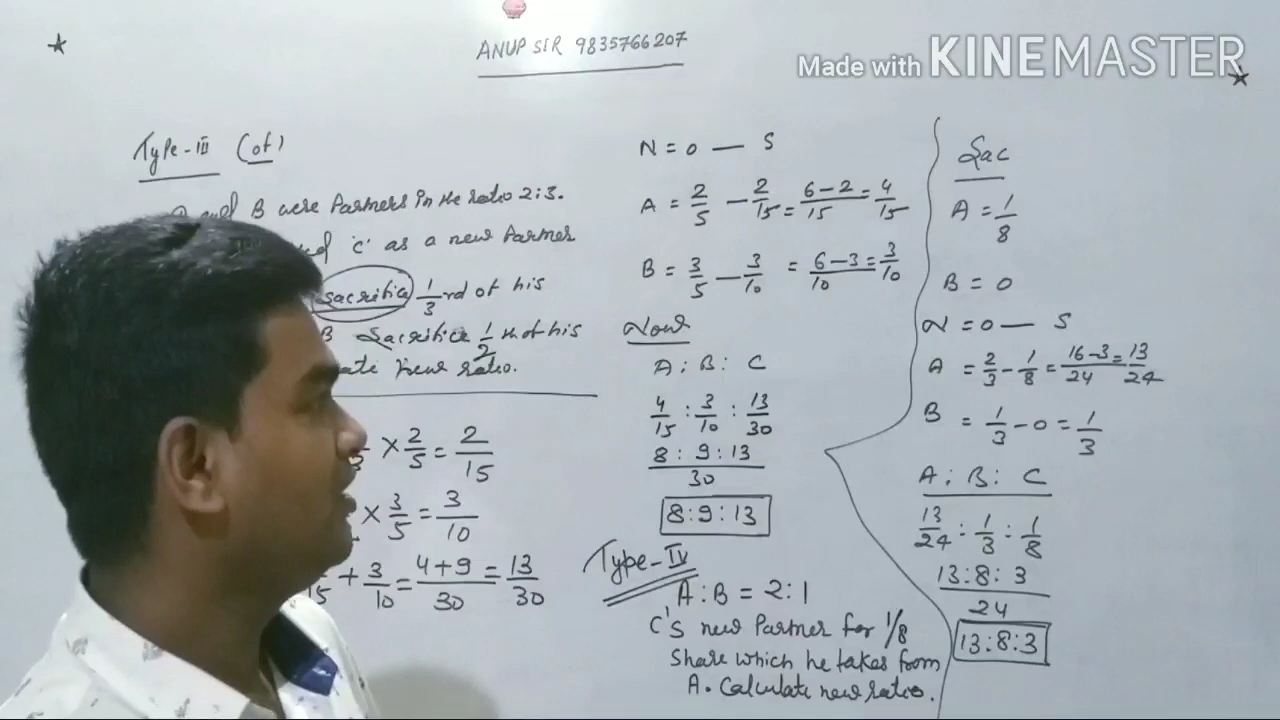 ANUP SIR 9835766207
Made with KINEMASTER
Type-III (of)
B were Partners in the ratio 2:3.
'C' as a new Partner
sacrifice 1/3 rd of his
B Sacrifice 1/2 th of his
new ratio.
× 2/5 = 2/15
× 3/5 = 3/10
+ 3/10 = 4+9/30 = 13/30
N = O — S
A = 2/5 - 2/15 = 6-2/15 = 4/15
B = 3/5 - 3/10 = 6-3/10 = 3/10
Now
A : B : C
4/15 : 3/10 : 13/30
8 : 9 : 13
30
8:9:13
Type-IV
A:B = 2:1
C's new Partner for 1/8
Share which he takes from
A. Calculate new ratio.
Sac
A = 1/8
B = 0
N = O — S
A = 2/3 - 1/8 = 16-3/24 = 13/24
B = 1/3 - 0 = 1/3
A : B : C
13/24 : 1/3 : 1/8
13:8:3
24
13:8:3